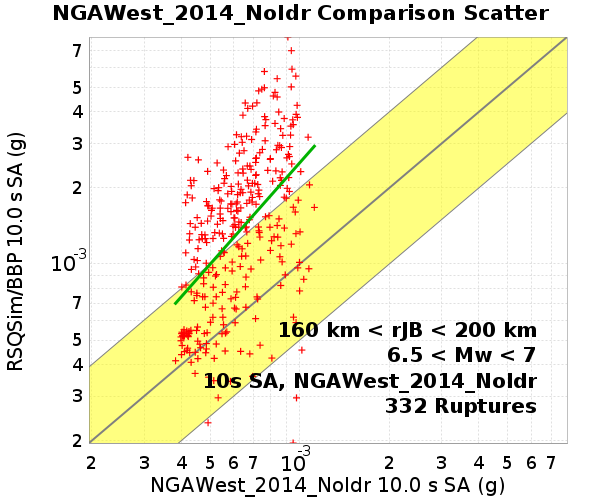 NGAWest_2014_NoIdr Comparison Scatter
RSQSim/BBP 10.0 s SA (g)
7
5
4
3
2
10-3
7
5
4
3
2
160 km < rJB < 200 km
6.5 < Mw < 7
10s SA, NGAWest_2014_NoIdr
332 Ruptures
2 3 4 5 6 7 10-3 2 3 4 5 6 7
NGAWest_2014_NoIdr 10.0 s SA (g)